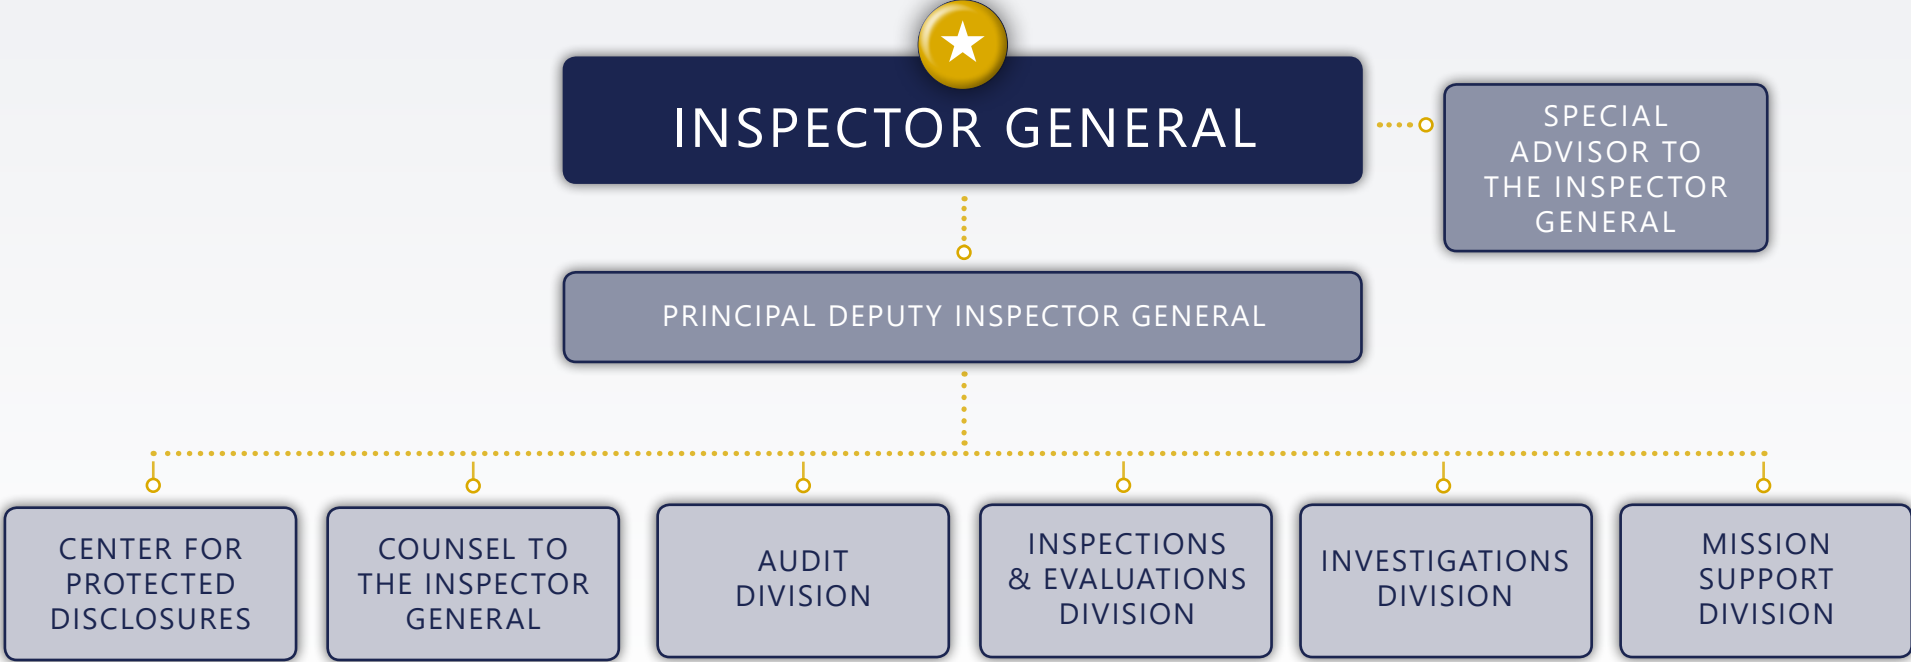 INSPECTOR GENERAL
SPECIAL
ADVISOR TO
THE INSPECTOR
GENERAL
PRINCIPAL DEPUTY INSPECTOR GENERAL
CENTER FOR
PROTECTED
DISCLOSURES
COUNSEL TO
THE INSPECTOR
GENERAL
AUDIT
DIVISION
INSPECTIONS
& EVALUATIONS
DIVISION
INVESTIGATIONS
DIVISION
MISSION
SUPPORT
DIVISION